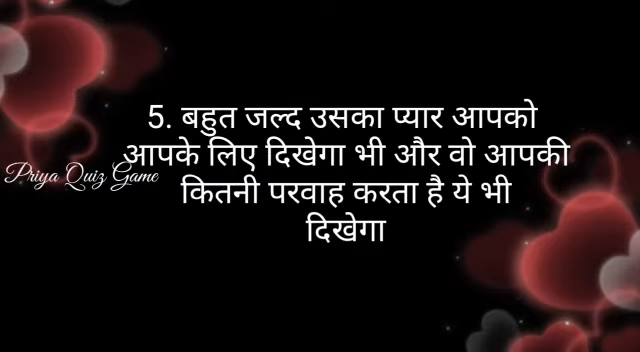 5. बहुत जल्द उसका प्यार आपको
आपके लिए दिखेगा भी और वो आपकी
Priya Quiz Game
कितनी परवाह करता है ये भी
दिखेगा